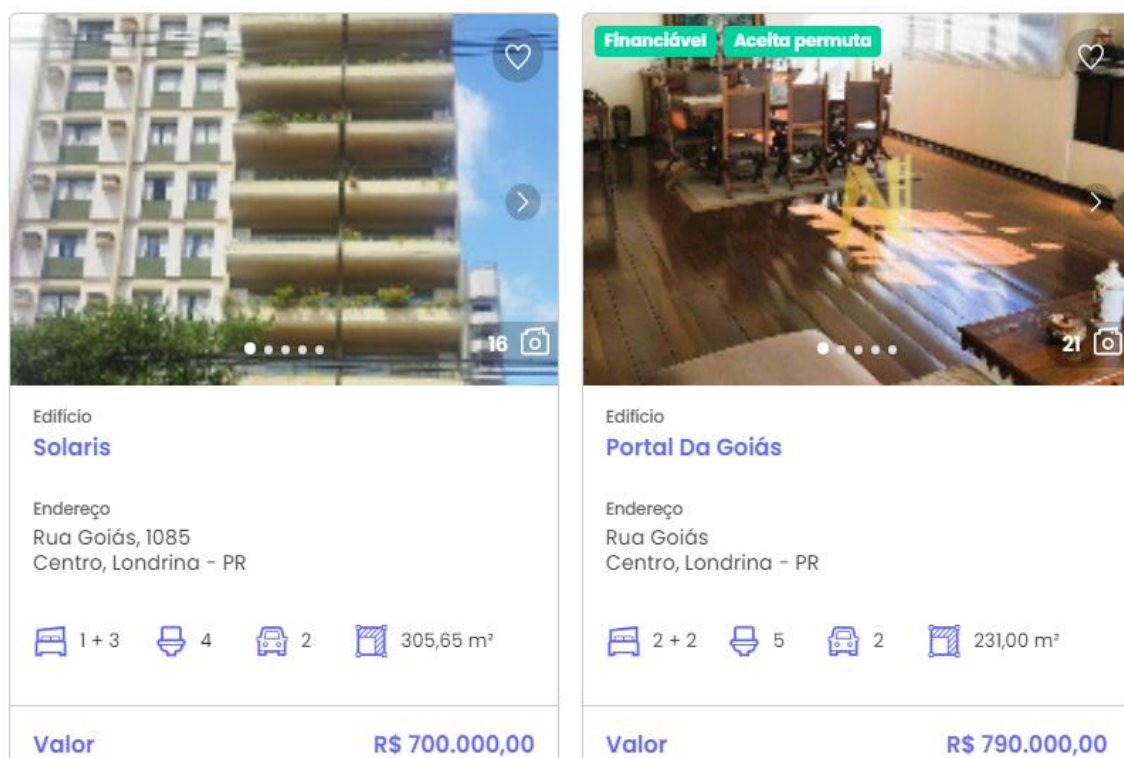 16
Edifício
Solaris
Endereço
Rua Goiás, 1085
Centro, Londrina - PR
1 + 3
4
2
305,65 m²
Valor
R$ 700.000,00
Financiável
Aceita permuta
21
Edifício
Portal Da Goiás
Endereço
Rua Goiás
Centro, Londrina - PR
2 + 2
5
2
231,00 m²
Valor
R$ 790.000,00